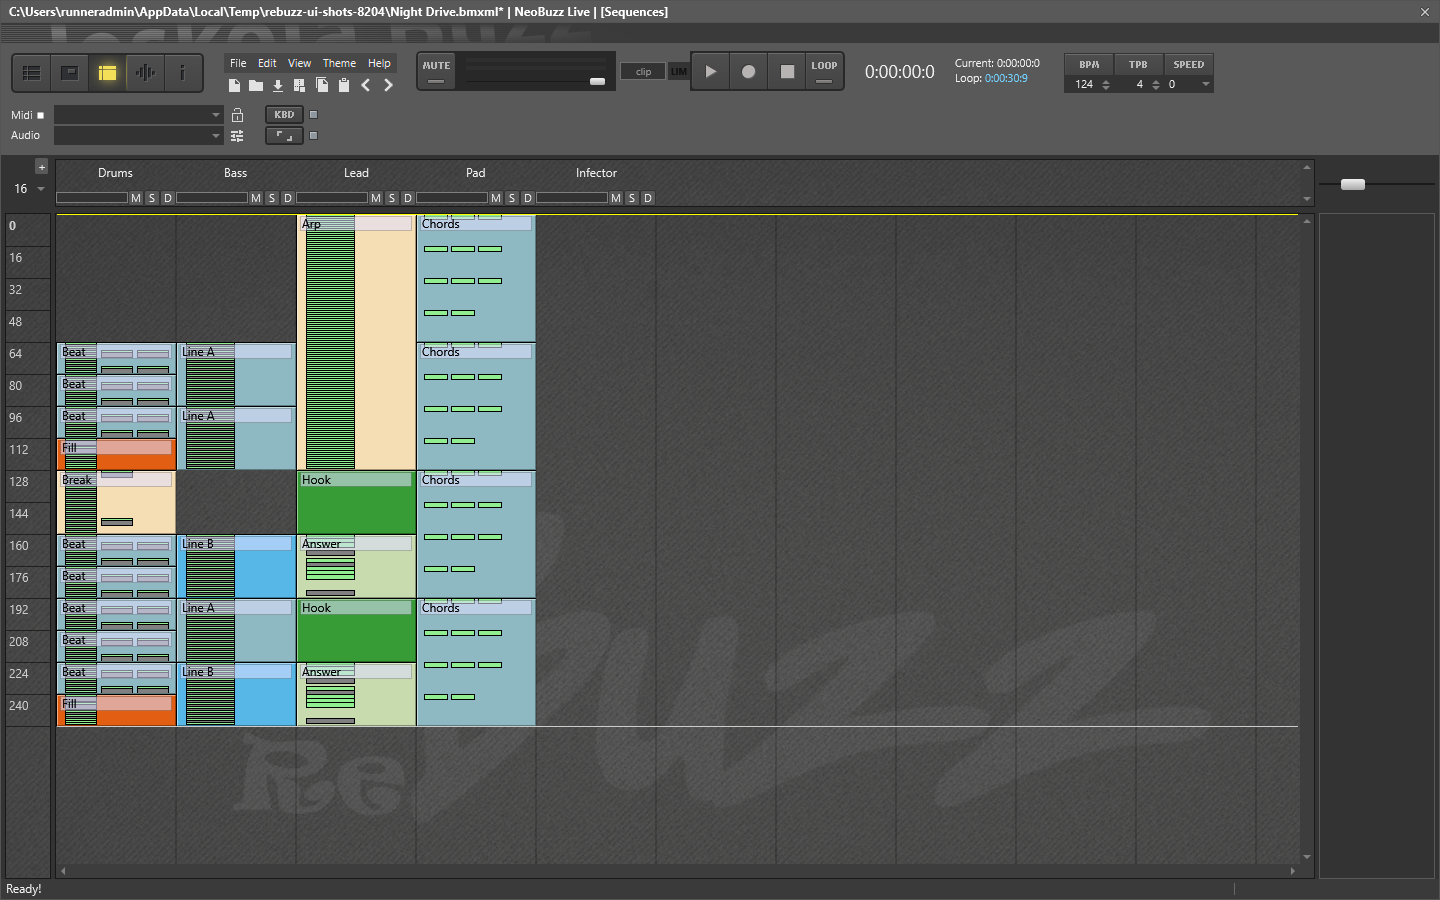 C:\Users\runneradmin\AppData\Local\Temp\rebuzz-ui-shots-8204\Night Drive.bmxml* | NeoBuzz Live | [Sequences]
File Edit View Theme Help
MUTE
clip LIM
LOOP
0:00:00:0
Current: 0:00:00:0
Loop: 0:00:30:9
BPM TPB SPEED
124 4 0
Midi
KBD
Audio
+
16
Drums Bass Lead Pad Infector
M S D M S D M S D M S D M S D
0 Arp Chords
16
32
48
64 Beat Line A Chords
80 Beat
96 Beat Line A
112 Fill
128 Break Hook Chords
144
160 Beat Line B Answer
176 Beat
192 Beat Line A Hook Chords
208 Beat
224 Beat Line B Answer
240 Fill
ReBuzz
Ready!